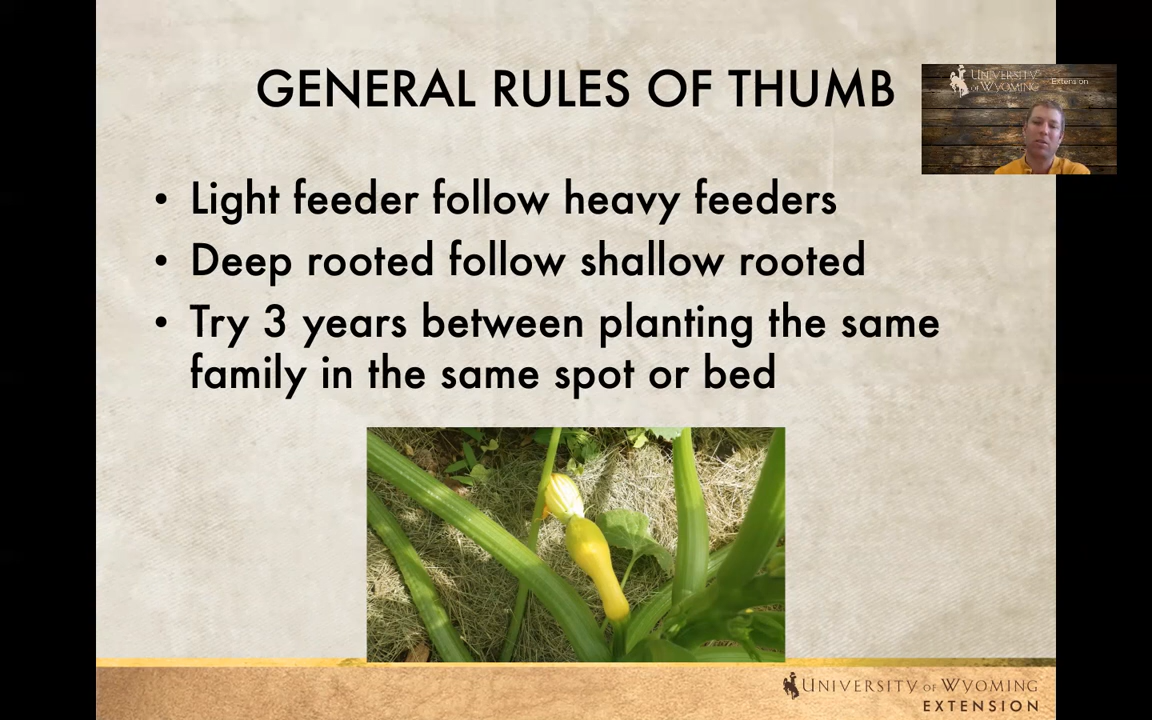 GENERAL RULES OF THUMB
UNIVERSITY
OF WYOMING
Extension
• Light feeder follow heavy feeders
• Deep rooted follow shallow rooted
• Try 3 years between planting the same
family in the same spot or bed
UNIVERSITY OF WYOMING
EXTENSION